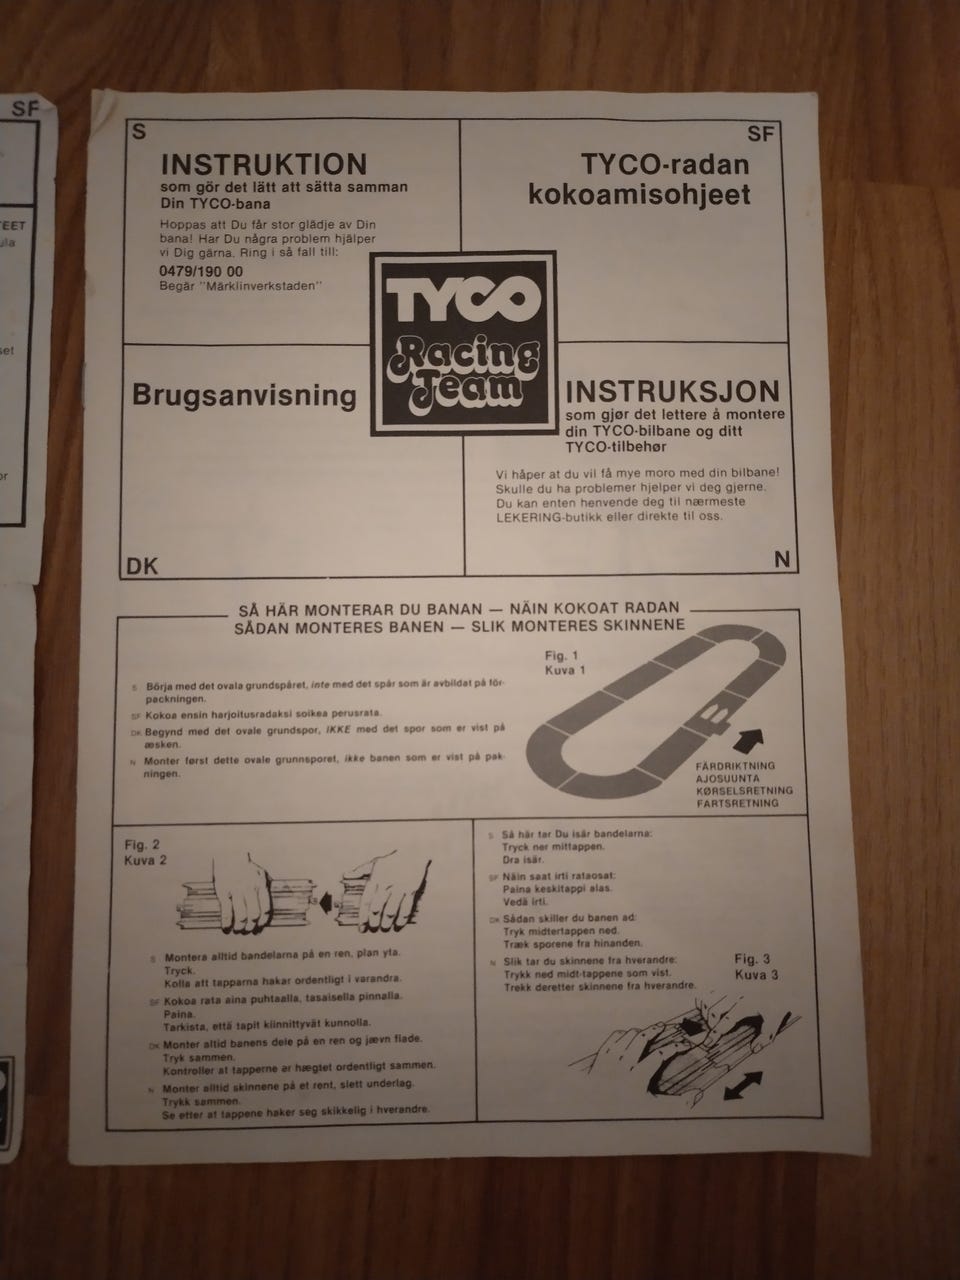 SF
TEET
ula
set
or
S
INSTRUKTION
som gör det lätt att sätta samman
Din TYCO-bana
Hoppas att Du får stor glädje av Din
bana! Har Du några problem hjälper
vi Dig gärna. Ring i så fall till:
0479/190 00
Begär "Märklinverkstaden"
SF
TYCO-radan
kokoamisohjeet
TYCO
Racing
Team
Brugsanvisning
DK
INSTRUKSJON
som gjør det lettere å montere
din TYCO-bilbane og ditt
TYCO-tilbehør
Vi håper at du vil få mye moro med din bilbane!
Skulle du ha problemer hjelper vi deg gjerne.
Du kan enten henvende deg til nærmeste
LEKERING-butikk eller direkte til oss.
N
SÅ HÄR MONTERAR DU BANAN — NÄIN KOKOAT RADAN
SÅDAN MONTERES BANEN — SLIK MONTERES SKINNENE
S Börja med det ovala grundspåret, inte med det spår som är avbildat på för-
packningen.
SF Kokoa ensin harjoitusradaksi soikea perusrata.
DK Begynd med det ovale grundspor, IKKE med det spor som er vist på
æsken.
N Monter først dette ovale grunnsporet, ikke banen som er vist på pak-
ningen.
Fig. 1
Kuva 1
FÄRDRIKTNING
AJOSUUNTA
KØRSELSRETNING
FARTSRETNING
Fig. 2
Kuva 2
S Montera alltid bandelarna på en ren, plan yta.
Tryck.
Kolla att tapparna hakar ordentligt i varandra.
SF Kokoa rata aina puhtaalla, tasaisella pinnalla.
Paina.
Tarkista, että tapit kiinnittyvät kunnolla.
DK Monter altid banens dele på en ren og jævn flade.
Tryk sammen.
Kontroller at tapperne er hægtet ordentligt sammen.
N Monter alltid skinnene på et rent, slett underlag.
Trykk sammen.
Se etter at tappene haker seg skikkelig i hverandre.
S Så här tar Du isär bandelarna:
Tryck ner mittappen.
Dra isär.
SF Näin saat irti rataosat:
Paina keskitappi alas.
Vedä irti.
DK Sådan skiller du banen ad:
Tryk midtertappen ned.
Træk sporene fra hinanden.
N Slik tar du skinnene fra hverandre:
Trykk ned midt-tappene som vist.
Trekk deretter skinnene fra hverandre.
Fig. 3
Kuva 3